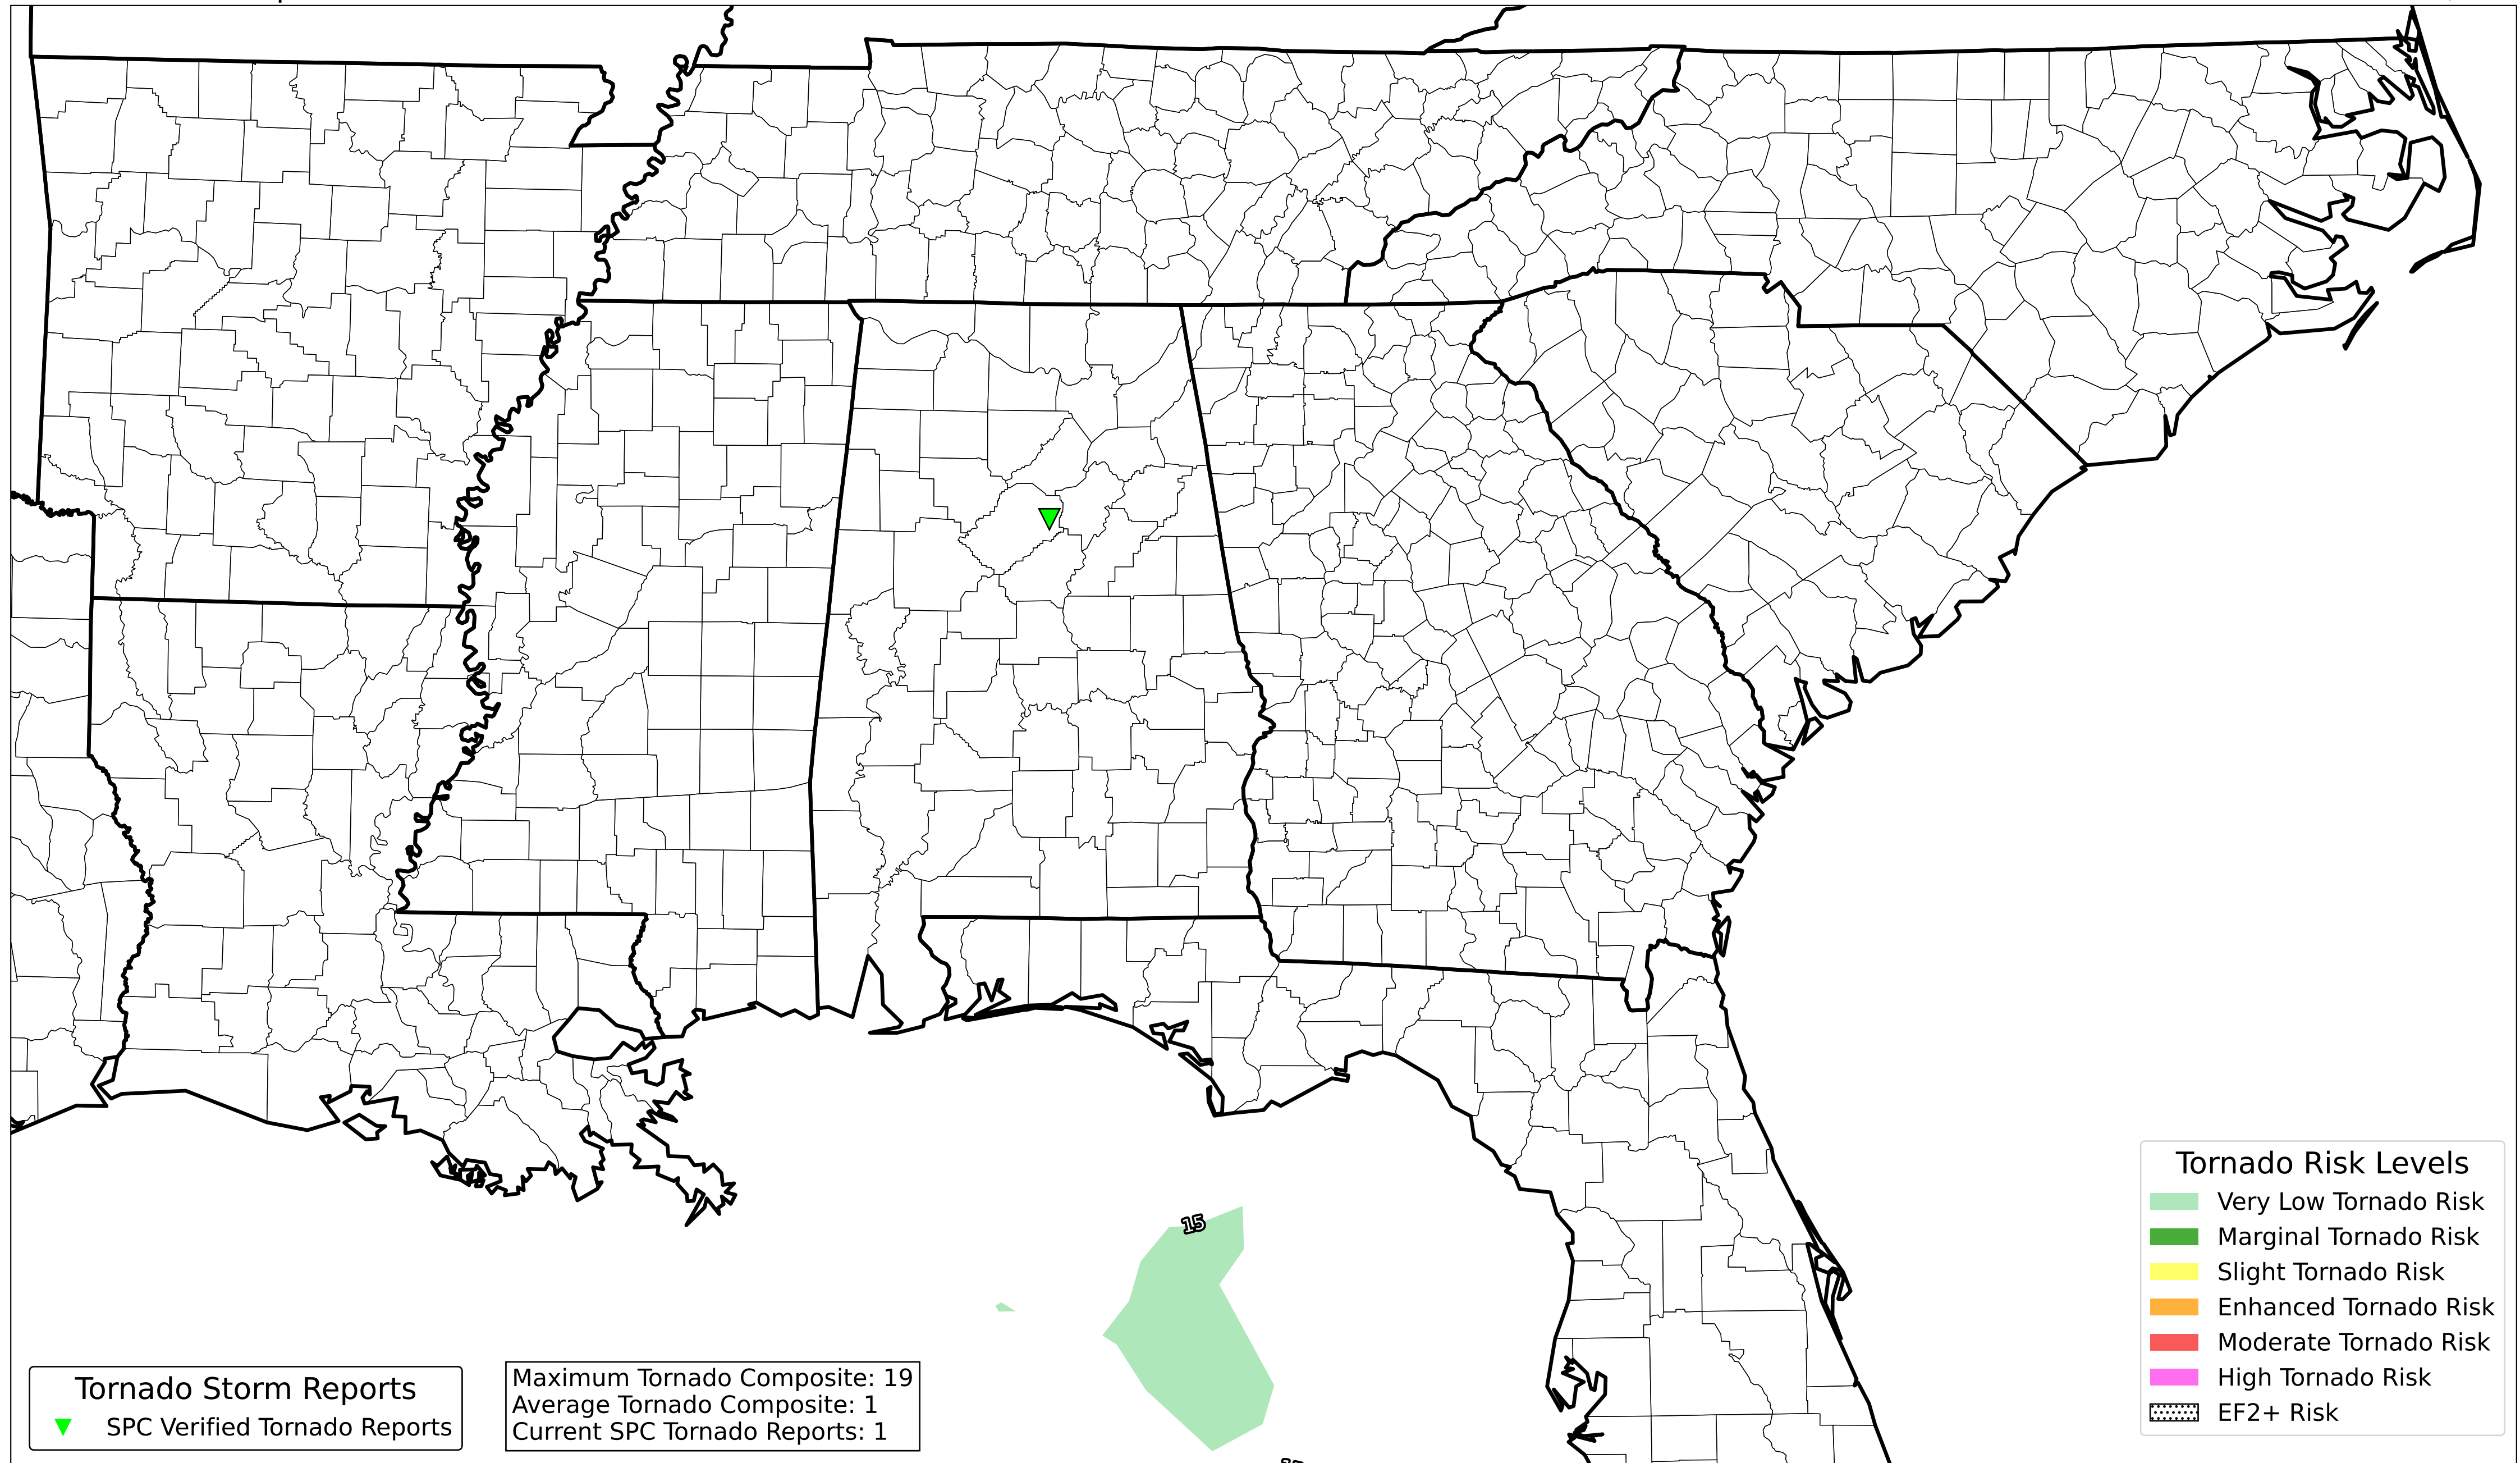 15
Tornado Storm Reports
SPC Verified Tornado Reports
Maximum Tornado Composite: 19
Average Tornado Composite: 1
Current SPC Tornado Reports: 1
Tornado Risk Levels
Very Low Tornado Risk
Marginal Tornado Risk
Slight Tornado Risk
Enhanced Tornado Risk
Moderate Tornado Risk
High Tornado Risk
EF2+ Risk